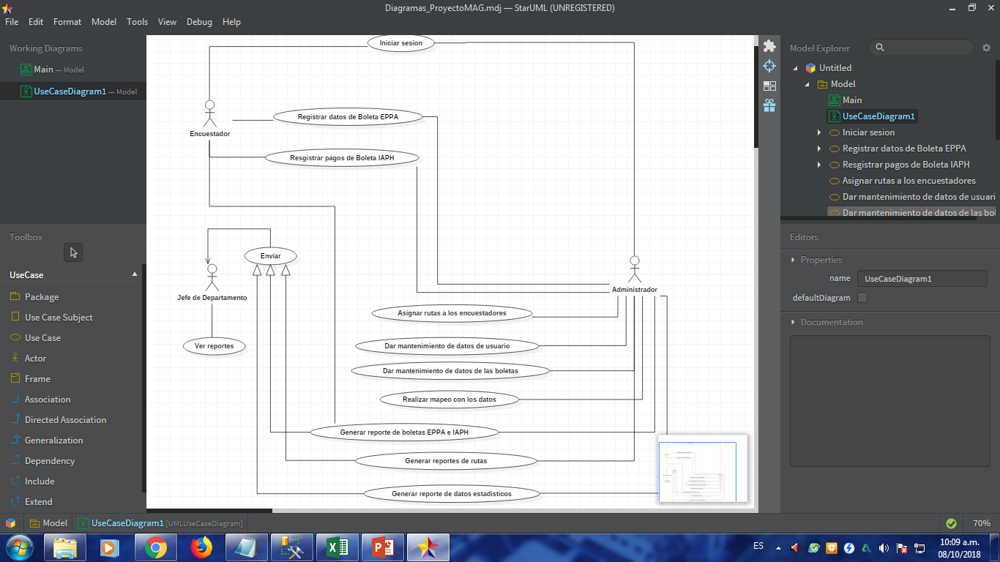 Diagramas_ProyectoMAG.mdj — StarUML (UNREGISTERED)
File Edit Format Model Tools View Debug Help
Working Diagrams
Main — Model
UseCaseDiagram1 — Model
Toolbox
UseCase
Package
Use Case Subject
Use Case
Actor
Frame
Association
Directed Association
Generalization
Dependency
Include
Extend
Iniciar sesion
Registrar datos de Boleta EPPA
Encuestador
Resgistrar pagos de Boleta IAPH
Enviar
Jefe de Departamento
Administrador
Asignar rutas a los encuestadores
Ver reportes
Dar mantenimiento de datos de usuario
Dar mantenimiento de datos de las boletas
Realizar mapeo con los datos
Generar reporte de boletas EPPA e IAPH
Generar reportes de rutas
Generar reporte de datos estadisticos
Model Explorer
Untitled
Model
Main
UseCaseDiagram1
Iniciar sesion
Registrar datos de Boleta EPPA
Resgistrar pagos de Boleta IAPH
Asignar rutas a los encuestadores
Dar mantenimiento de datos de usuari
Dar mantenimiento de datos de las bol
Editors
Properties
name UseCaseDiagram1
defaultDiagram
Documentation
Model UseCaseDiagram1 [UMLUseCaseDiagram] 70%
ES 10:09 a.m.
08/10/2018